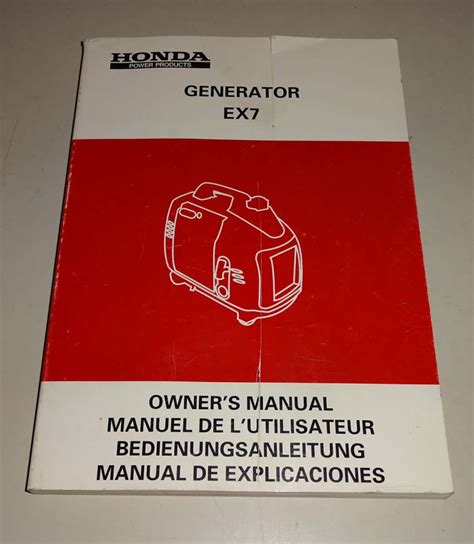 HONDA
POWER PRODUCTS
GENERATOR
EX7
OWNER'S MANUAL
MANUEL DE L'UTILISATEUR
BEDIENUNGSANLEITUNG
MANUAL DE EXPLICACIONES